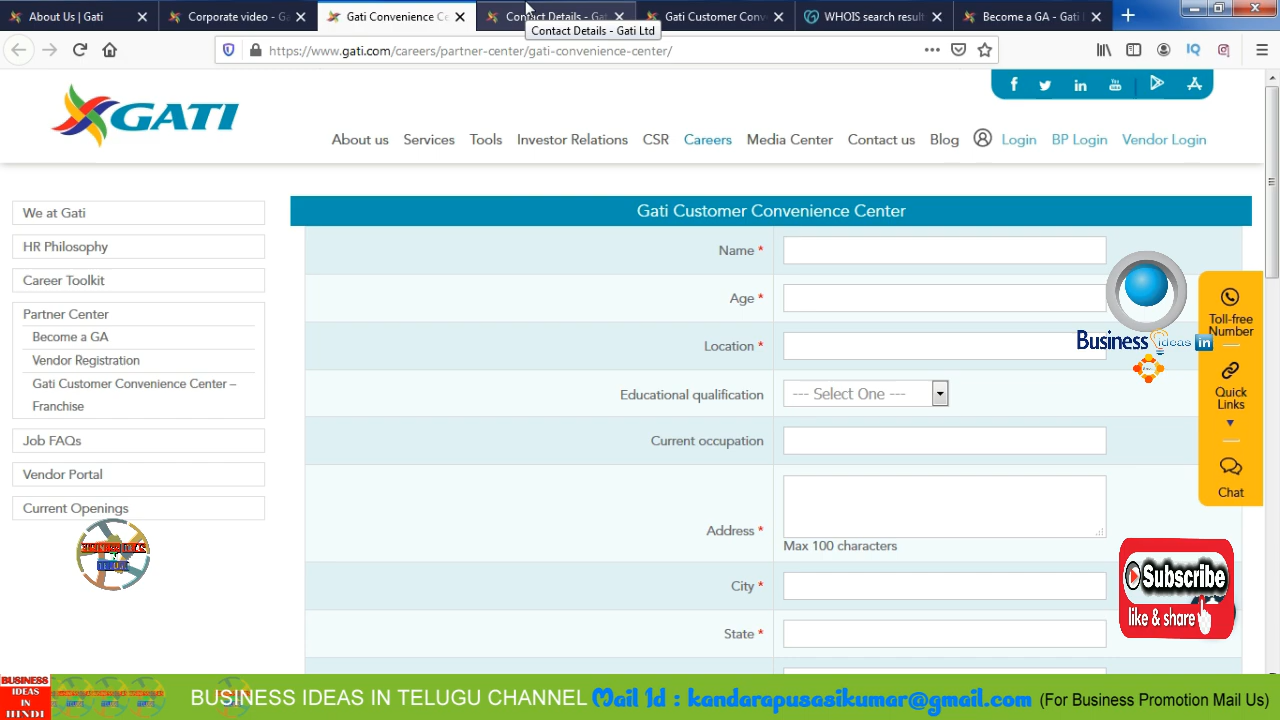 About Us | Gati
Corporate video - Ga
Gati Convenience Ce
Contact Details - Gati
Gati Customer Conv
WHOIS search result
Become a GA - Gati
Contact Details - Gati Ltd
https://www.gati.com/careers/partner-center/gati-convenience-center/
GATI
About us Services Tools Investor Relations CSR Careers Media Center Contact us Blog Login BP Login Vendor Login
We at Gati
HR Philosophy
Career Toolkit
Partner Center
Become a GA
Vendor Registration
Gati Customer Convenience Center –
Franchise
Job FAQs
Vendor Portal
Current Openings
Gati Customer Convenience Center
Name *
Age *
Location *
Educational qualification
--- Select One ---
Current occupation
Address *
Max 100 characters
City *
State *
Business ideas in
Toll-free
Number
Quick
Links
Chat
Subscribe
like & share
BUSINESS
IDEAS
IN
HINDI
BUSINESS IDEAS IN TELUGU CHANNEL Mail Id : kandarapusasikumar@gmail.com (For Business Promotion Mail Us)